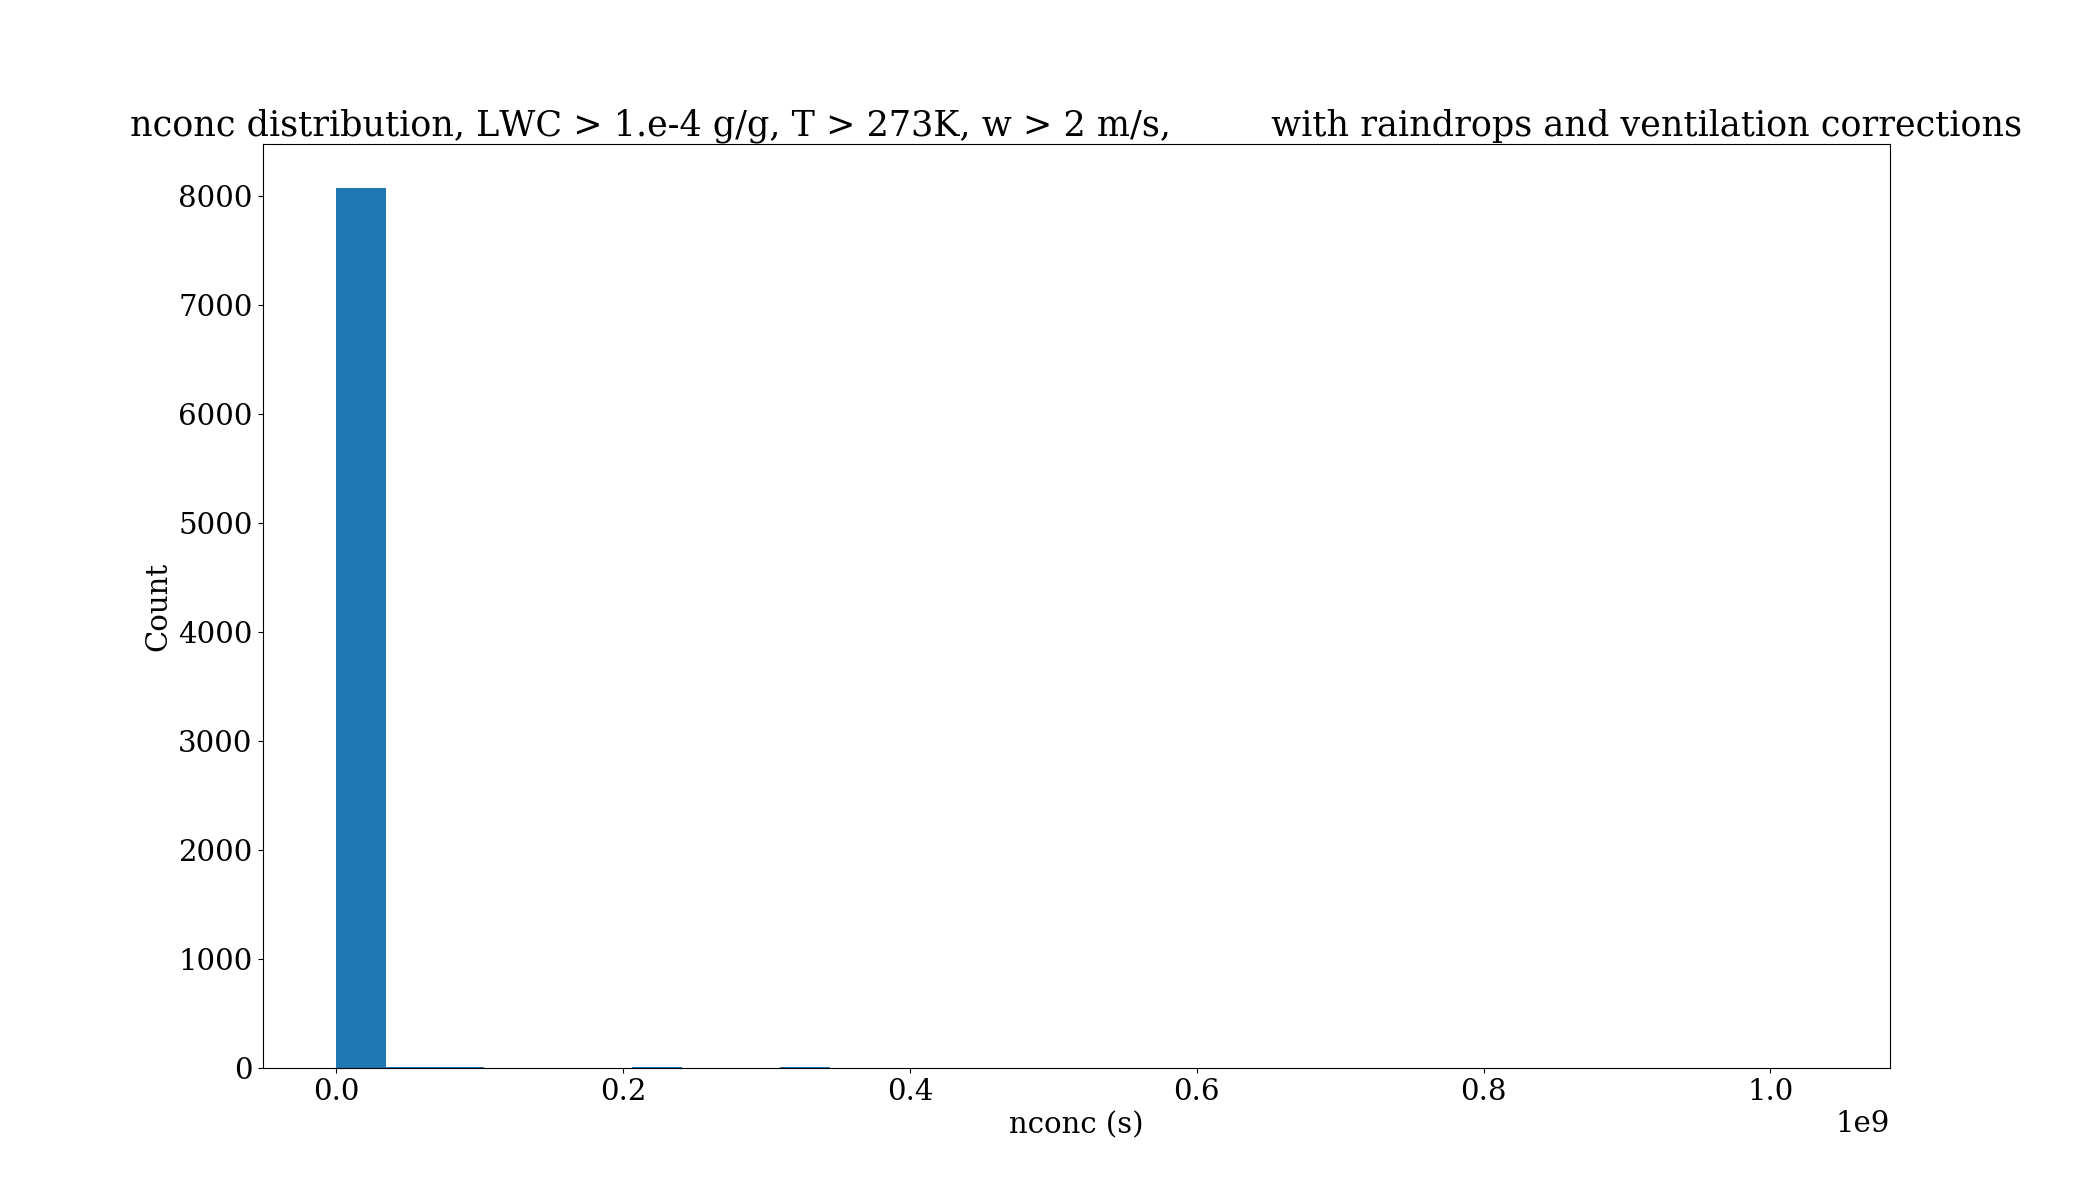 nconc distribution, LWC > 1.e-4 g/g, T > 273K, w > 2 m/s,         with raindrops and ventilation corrections
8000
7000
6000
5000
4000
3000
2000
1000
0
Count
0.0 0.2 0.4 0.6 0.8 1.0
nconc (s)
1e9